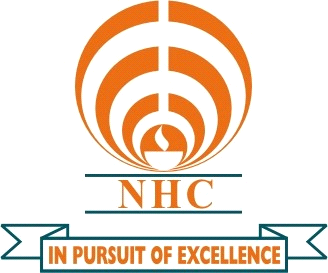 NHC
IN PURSUIT OF EXCELLENCE